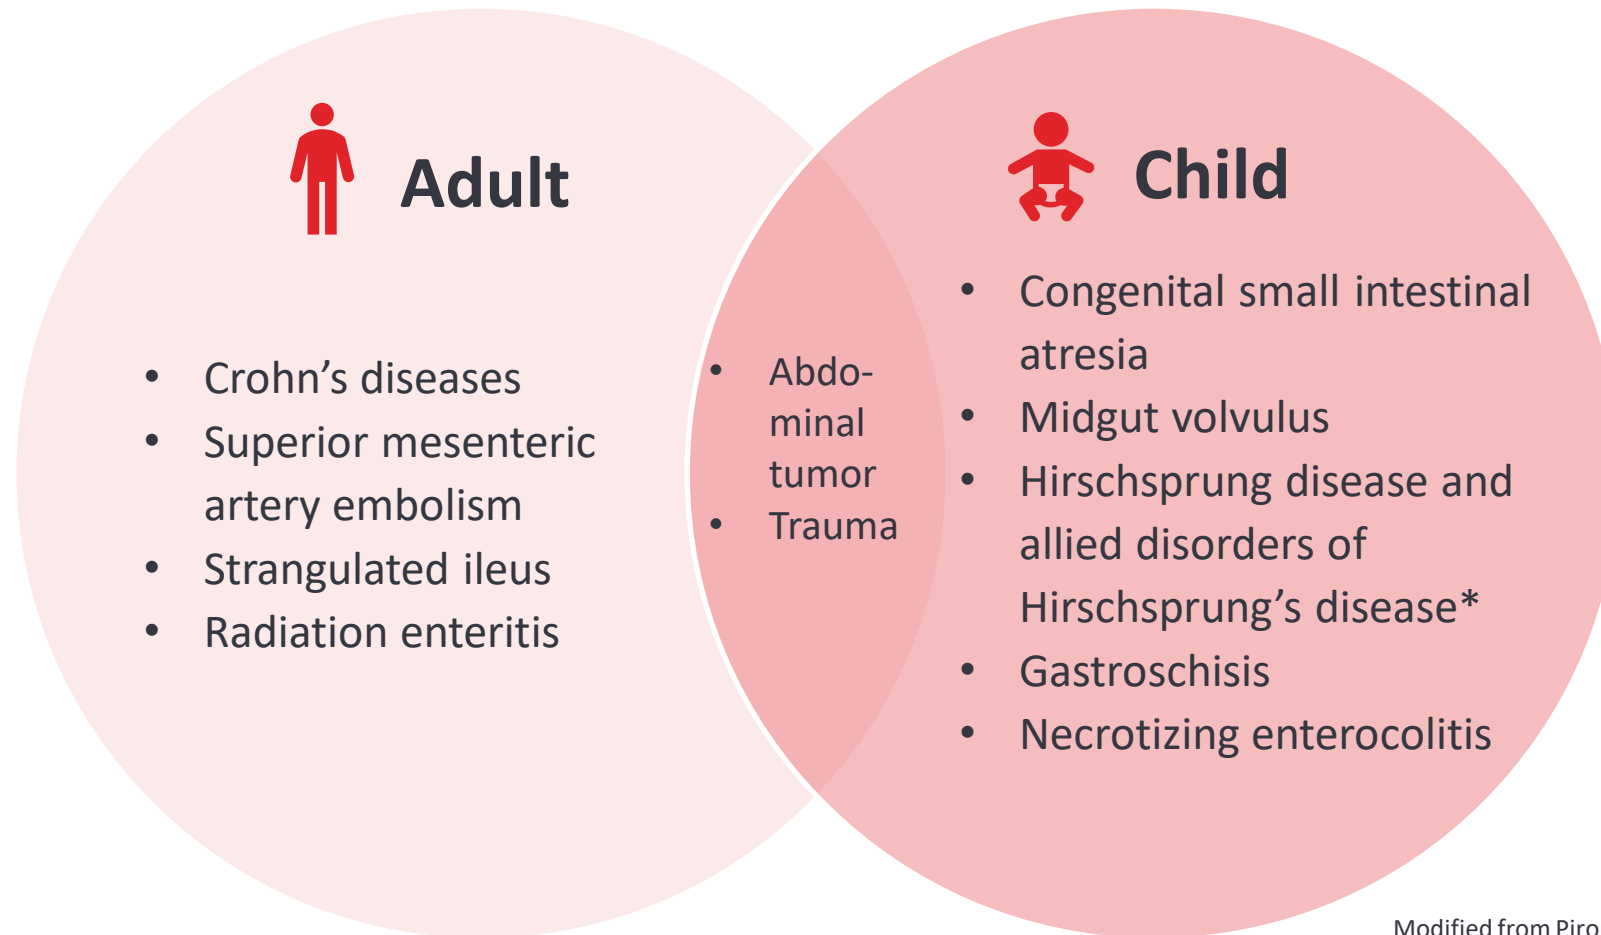 Adult
• Crohn’s diseases
• Superior mesenteric
artery embolism
• Strangulated ileus
• Radiation enteritis
• Abdo-
minal
tumor
• Trauma
Child
• Congenital small intestinal
atresia
• Midgut volvulus
• Hirschsprung disease and
allied disorders of
Hirschsprung’s disease*
• Gastroschisis
• Necrotizing enterocolitis
Modified from Piro